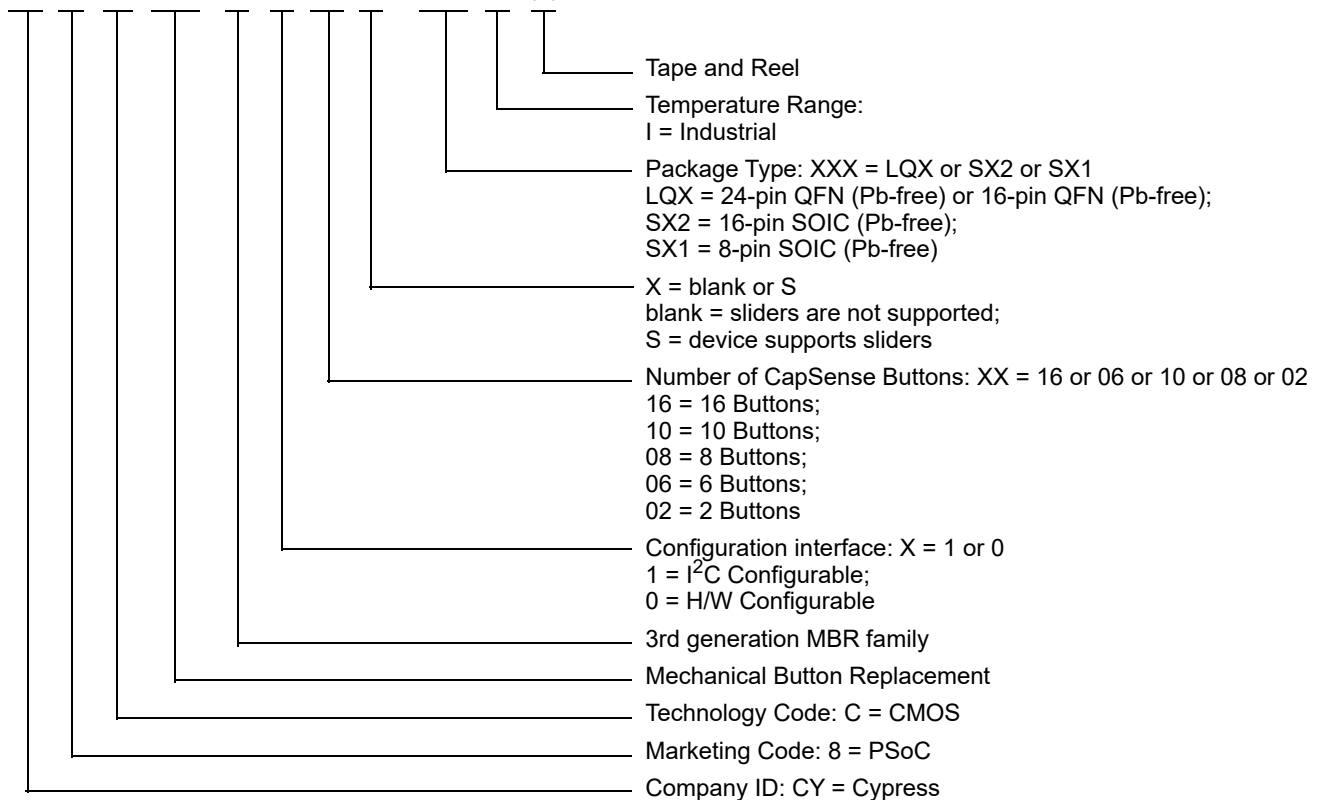 Tape and Reel
Temperature Range:
I = Industrial
Package Type: XXX = LQX or SX2 or SX1
LQX = 24-pin QFN (Pb-free) or 16-pin QFN (Pb-free);
SX2 = 16-pin SOIC (Pb-free);
SX1 = 8-pin SOIC (Pb-free)
X = blank or S
blank = sliders are not supported;
S = device supports sliders
Number of CapSense Buttons: XX = 16 or 06 or 10 or 08 or 02
16 = 16 Buttons;
10 = 10 Buttons;
08 = 8 Buttons;
06 = 6 Buttons;
02 = 2 Buttons
Configuration interface: X = 1 or 0
1 = I²C Configurable;
0 = H/W Configurable
3rd generation MBR family
Mechanical Button Replacement
Technology Code: C = CMOS
Marketing Code: 8 = PSoC
Company ID: CY = Cypress